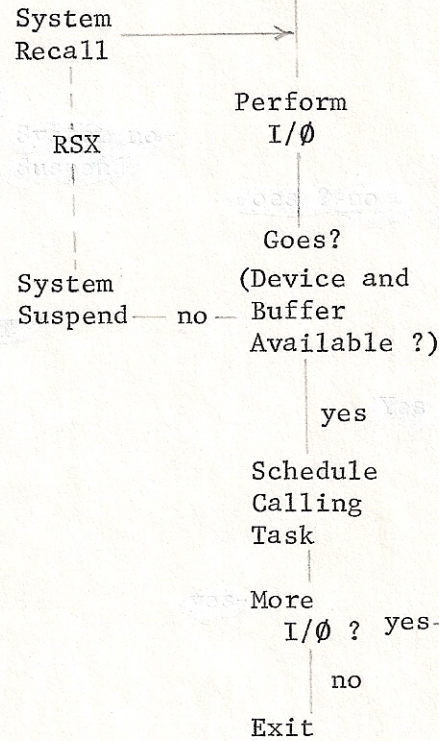 System
Recall
Perform
I/Ø
RSX
Goes?
(Device and
Buffer
Available ?)
System
Suspend
no
yes
Schedule
Calling
Task
More
I/Ø ?
yes
no
Exit